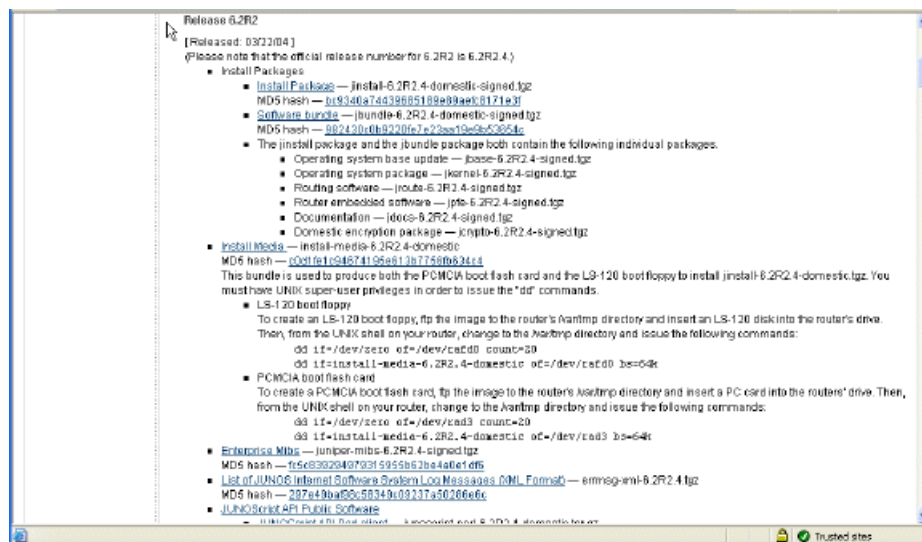 Release 6.2R2
[Released: 03/22/04]
(Please note that the official release number for 6.2R2 is 6.2R2.4.)
Install Packages
Install Package — jinstall-6.2R2.4-domestic-signed.tgz
MD5 hash —
Software bundle — jbundle-6.2R2.4-domestic-signed.tgz
MD5 hash —
The jinstall package and the jbundle package both contain the following individual packages.
Operating system base update — jbase-6.2R2.4-signed.tgz
Operating system package — jkernel-6.2R2.4-signed.tgz
Routing software — jroute-6.2R2.4-signed.tgz
Router embedded software — jpfe-6.2R2.4-signed.tgz
Documentation — jdocs-6.2R2.4-signed.tgz
Domestic encryption package — jcrypto-6.2R2.4-signed.tgz
Install Media — install-media-6.2R2.4-domestic
MD5 hash —
This bundle is used to produce both the PCMCIA boot flash card and the LS-120 boot floppy to install jinstall-6.2R2.4-domestic.tgz. You
must have UNIX super-user privileges in order to issue the "dd" commands.
LS-120 boot floppy
To create an LS-120 boot floppy, ftp the image to the router's /var/tmp directory and insert an LS-120 disk into the router's drive.
Then, from the UNIX shell on your router, change to the /var/tmp directory and issue the following commands:
dd if=/dev/zero of=/dev/rafd0 count=20
dd if=install-media-6.2R2.4-domestic of=/dev/rafd0 bs=64k
PCMCIA boot flash card
To create a PCMCIA boot flash card, ftp the image to the router's /var/tmp directory and insert a PC card into the routers' drive. Then,
from the UNIX shell on your router, change to the /var/tmp directory and issue the following commands:
dd if=/dev/zero of=/dev/rad3 count=20
dd if=install-media-6.2R2.4-domestic of=/dev/rad3 bs=64k
Enterprise Mibs — juniper-mibs-6.2R2.4-signed.tgz
MD5 hash —
List of JUNOS Internet Software System Log Messages (XML Format) — errmsg-xml-6.2R2.4.tgz
MD5 hash —
JUNOScript API Public Software
Trusted sites